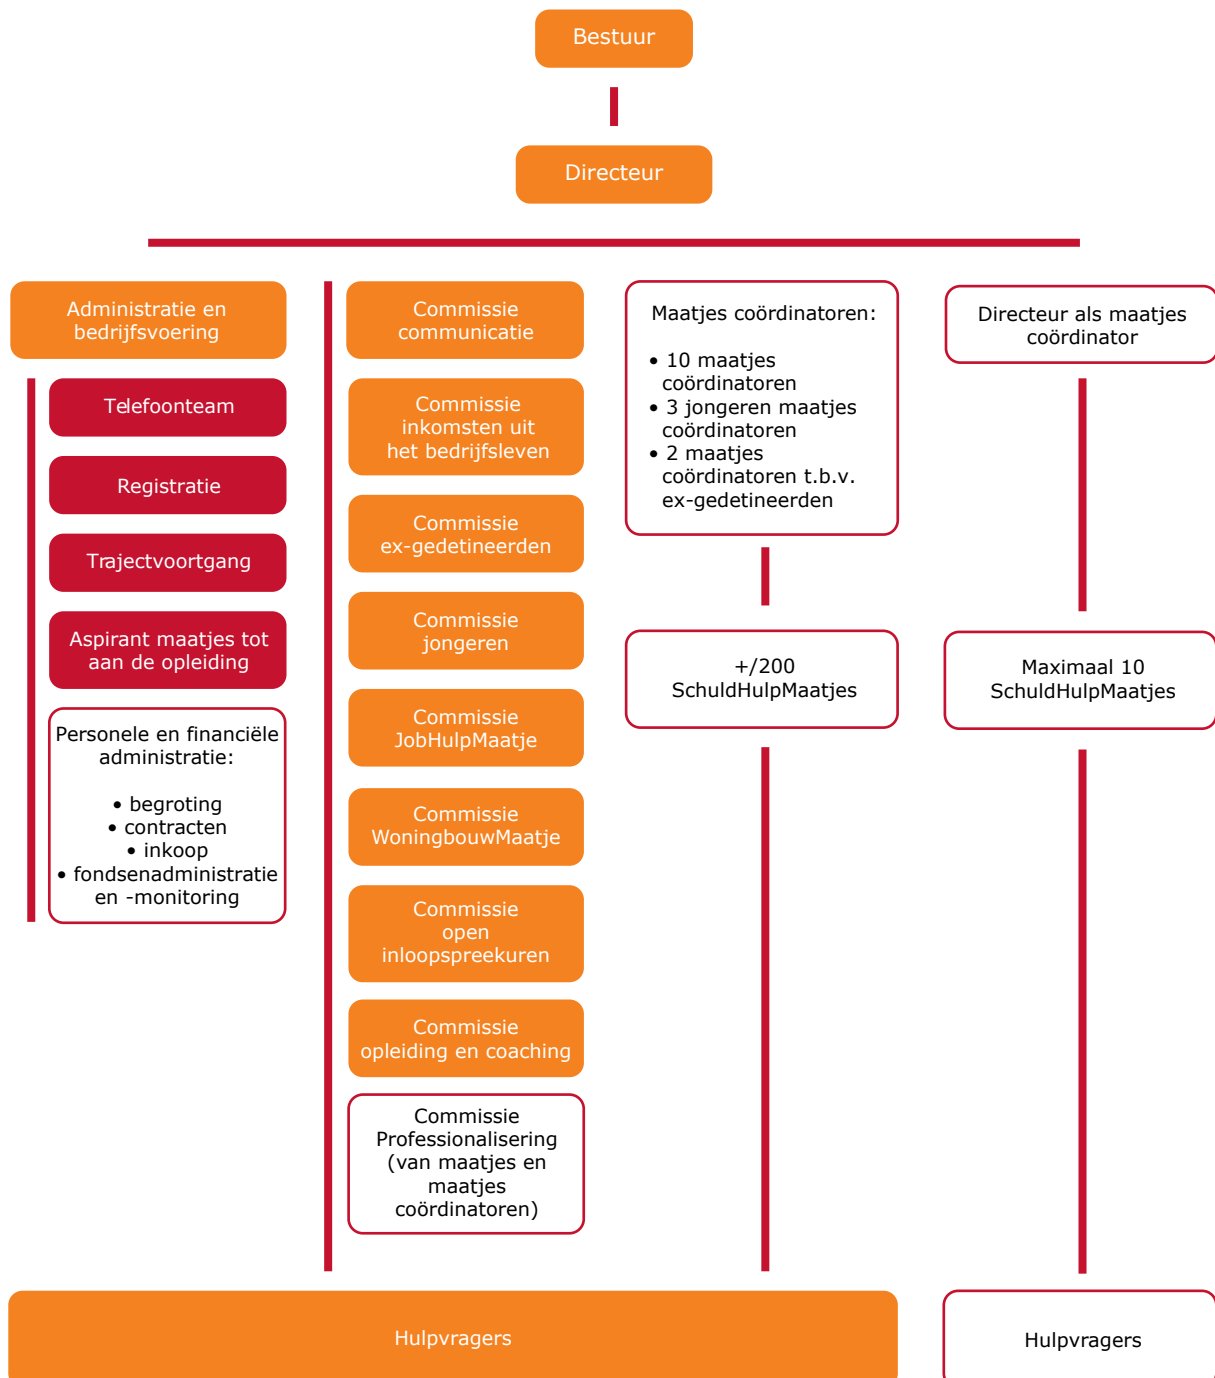 Bestuur
Directeur
Administratie en
bedrijfsvoering
Telefoonteam
Registratie
Trajectvoortgang
Aspirant maatjes tot
aan de opleiding
Personele en financiële
administratie:
• begroting
• contracten
• inkoop
• fondsenadministratie
en -monitoring
Commissie
communicatie
Commissie
inkomsten uit
het bedrijfsleven
Commissie
ex-gedetineerden
Commissie
jongeren
Commissie
JobHulpMaatje
Commissie
WoningbouwMaatje
Commissie
open
inloopspreekuren
Commissie
opleiding en coaching
Commissie
Professionalisering
(van maatjes en
maatjes
coördinatoren)
Maatjes coördinatoren:
• 10 maatjes
coördinatoren
• 3 jongeren maatjes
coördinatoren
• 2 maatjes
coördinatoren t.b.v.
ex-gedetineerden
+/200
SchuldHulpMaatjes
Directeur als maatjes
coördinator
Maximaal 10
SchuldHulpMaatjes
Hulpvragers
Hulpvragers